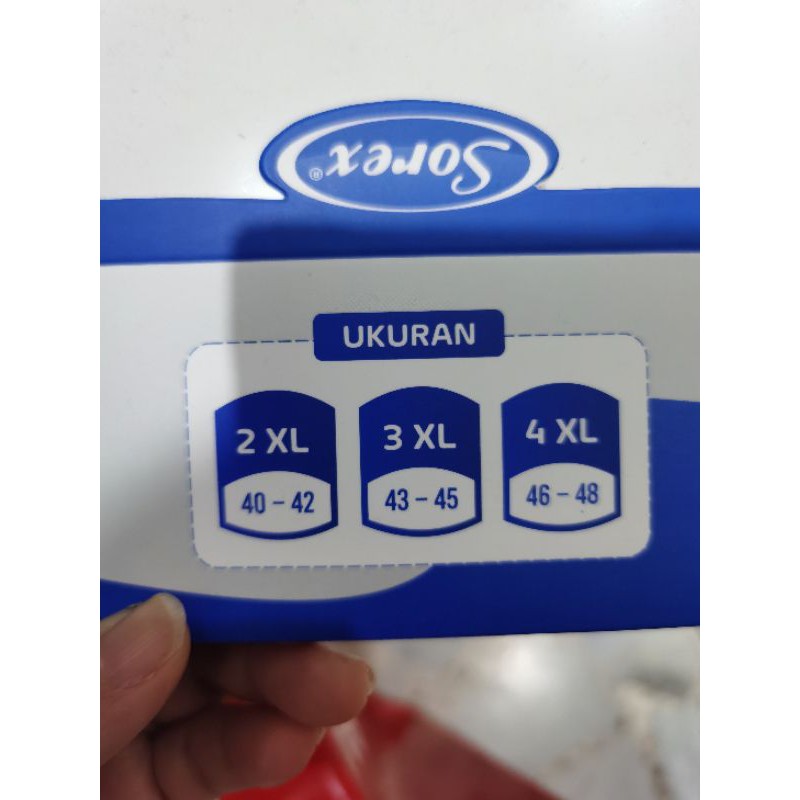 Sorex®
UKURAN
2 XL
40 - 42
3 XL
43 - 45
4 XL
46 - 48